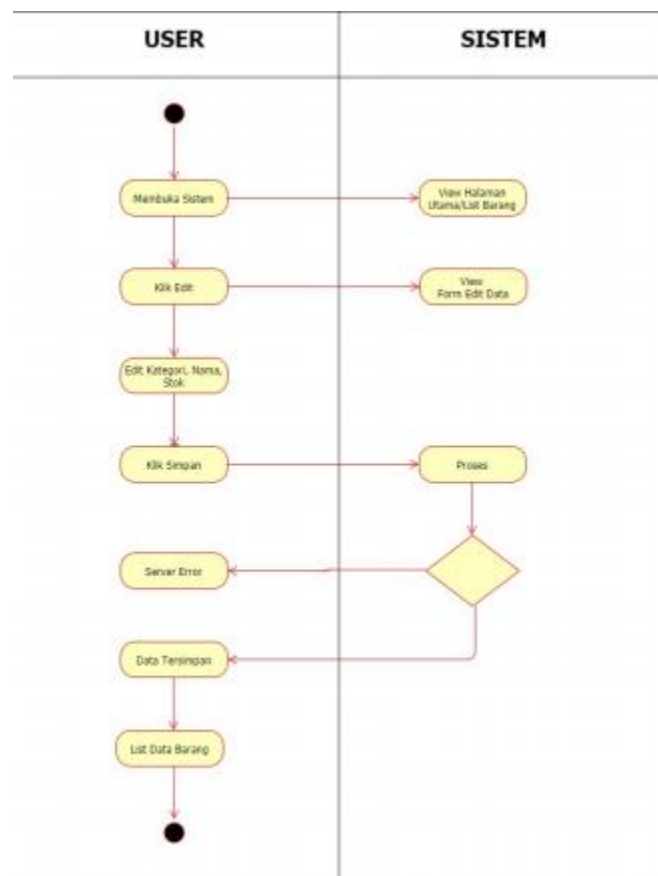 USER
SISTEM
Membuka Sistem
View Halaman
Utama/List Barang
Klik Edit
View
Form Edit Data
Edit Kategori, Nama,
Stok
Klik Simpan
Proses
Server Error
Data Tersimpan
List Data Barang